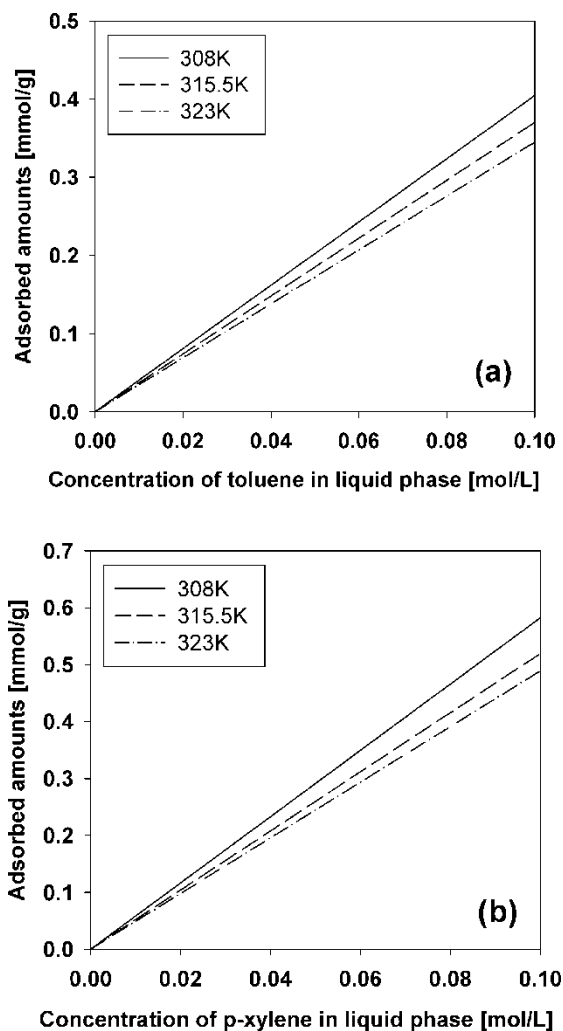 0.5
308K
315.5K
323K
0.4
0.3
0.2
0.1
0.0
Adsorbed amounts [mmol/g]
(a)
0.00 0.02 0.04 0.06 0.08 0.10
Concentration of toluene in liquid phase [mol/L]
0.7
308K
315.5K
323K
0.6
0.5
0.4
0.3
0.2
0.1
0.0
Adsorbed amounts [mmol/g]
(b)
0.00 0.02 0.04 0.06 0.08 0.10
Concentration of p-xylene in liquid phase [mol/L]